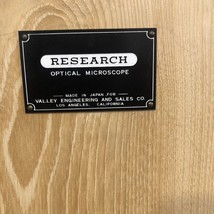 RESEARCH
OPTICAL MICROSCOPE
MADE IN JAPAN FOR
VALLEY ENGINEERING AND SALES CO.
LOS ANGELES, CALIFORNIA